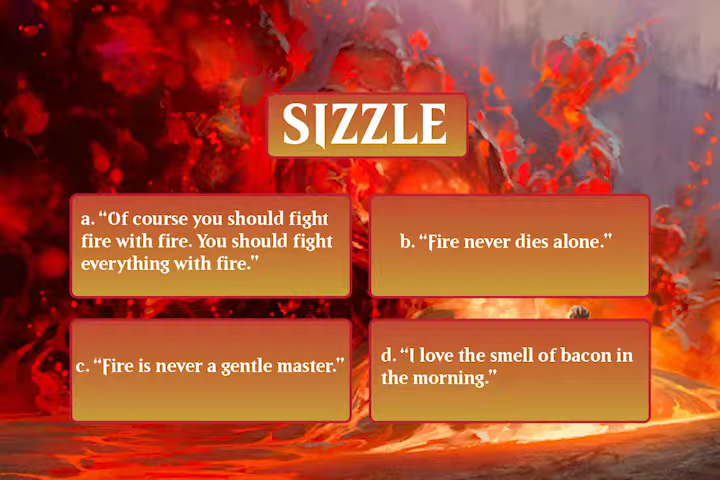 SIZZLE
a. “Of course you should fight
fire with fire. You should fight
everything with fire.”
b. “Fire never dies alone.”
c. “Fire is never a gentle master.”
d. “I love the smell of bacon in
the morning.”